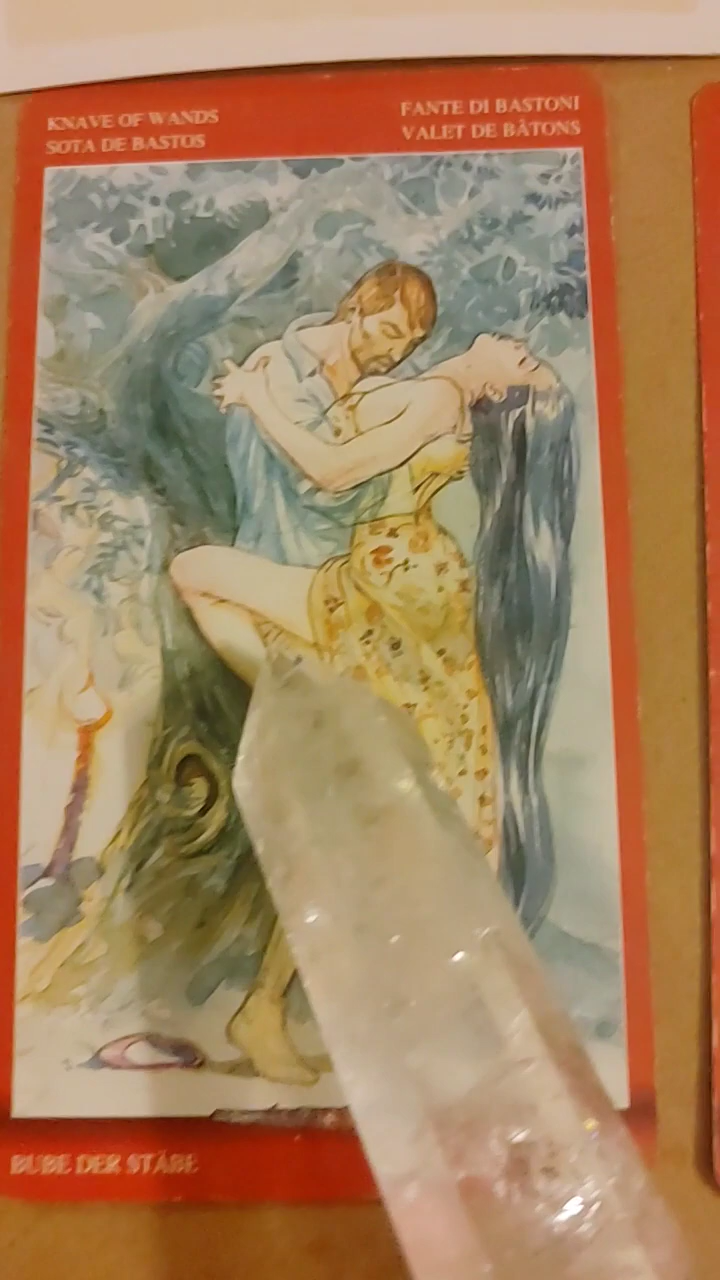 KNAVE OF WANDS
SOTA DE BASTOS
FANTE DI BASTONI
VALET DE BÂTONS
BUBE DER STÄBE